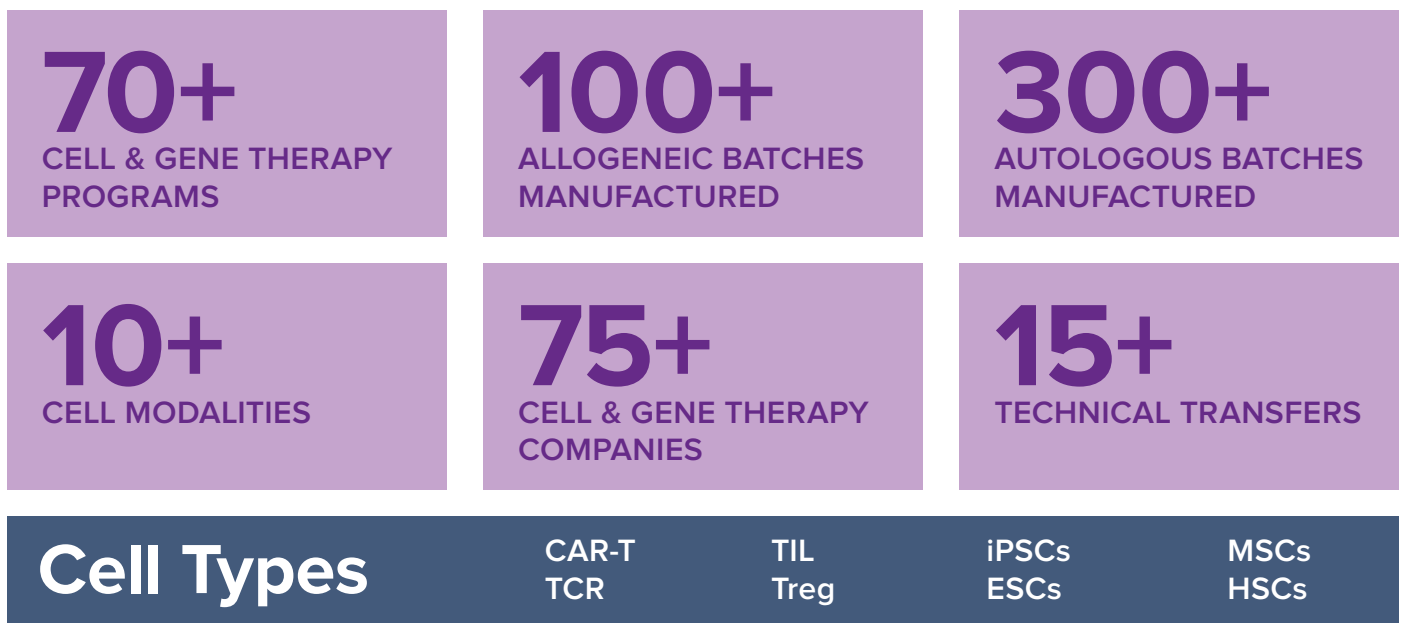 70+
CELL & GENE THERAPY
PROGRAMS
100+
ALLOGENEIC BATCHES
MANUFACTURED
300+
AUTOLOGOUS BATCHES
MANUFACTURED
10+
CELL MODALITIES
75+
CELL & GENE THERAPY
COMPANIES
15+
TECHNICAL TRANSFERS
Cell Types
CAR-T
TCR
TIL
Treg
iPSCs
ESCs
MSCs
HSCs